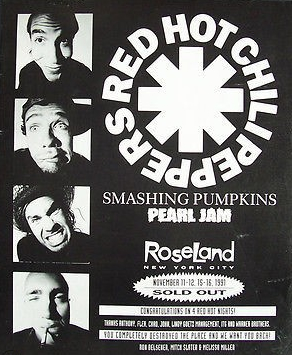 RED HOT CHILI PEPPERS
SMASHING PUMPKINS
PEARL JAM
ROSELAND
NEW YORK CITY
NOVEMBER 11-12, 15-16, 1991
SOLD OUT
CONGRATULATIONS ON 4 RED HOT NIGHTS!
THANKS ANTHONY, FLEA, CHAD, JOHN, LINDY GOETZ MANAGEMENT, ITG AND WARNER BROTHERS.
YOU COMPLETELY DESTROYED THE PLACE AND WE WANT YOU BACK!
RON DELSENER, MITCH SLATER & MELISSA MILLER